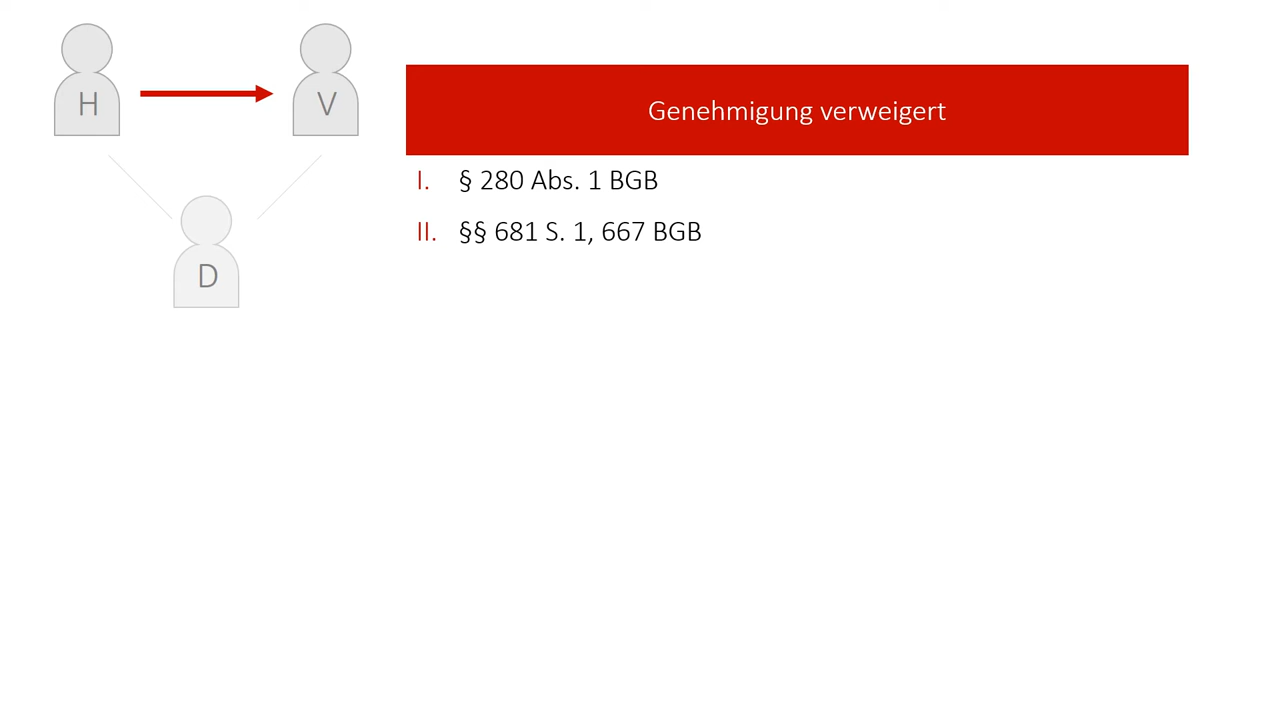 H
V
D
Genehmigung verweigert
I. § 280 Abs. 1 BGB
II. §§ 681 S. 1, 667 BGB